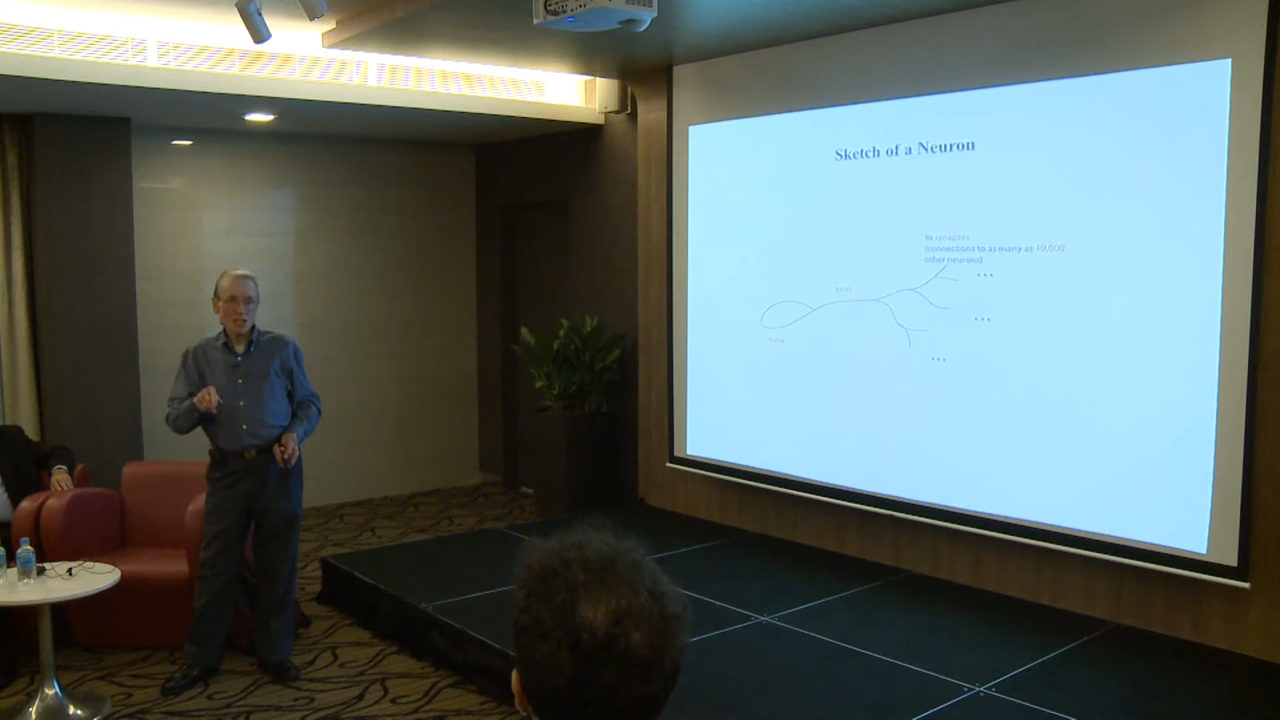 Sketch of a Neuron
to synapses
(connections to as many as 10,000
other neurons)
Axon
soma